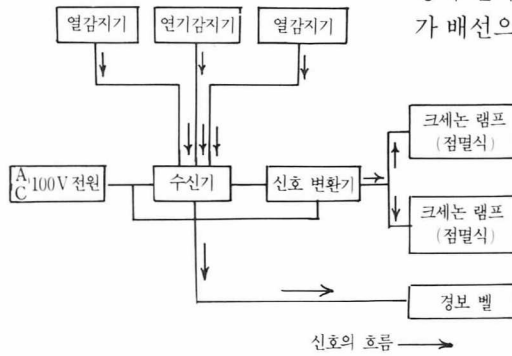 열감지기 연기감지기 열감지기
가 배선의
크세논 램프
(점멸식)
AC 100V 전원 수신기 신호 변환기
크세논 램프
(점멸식)
경보 벨
신호의 흐름